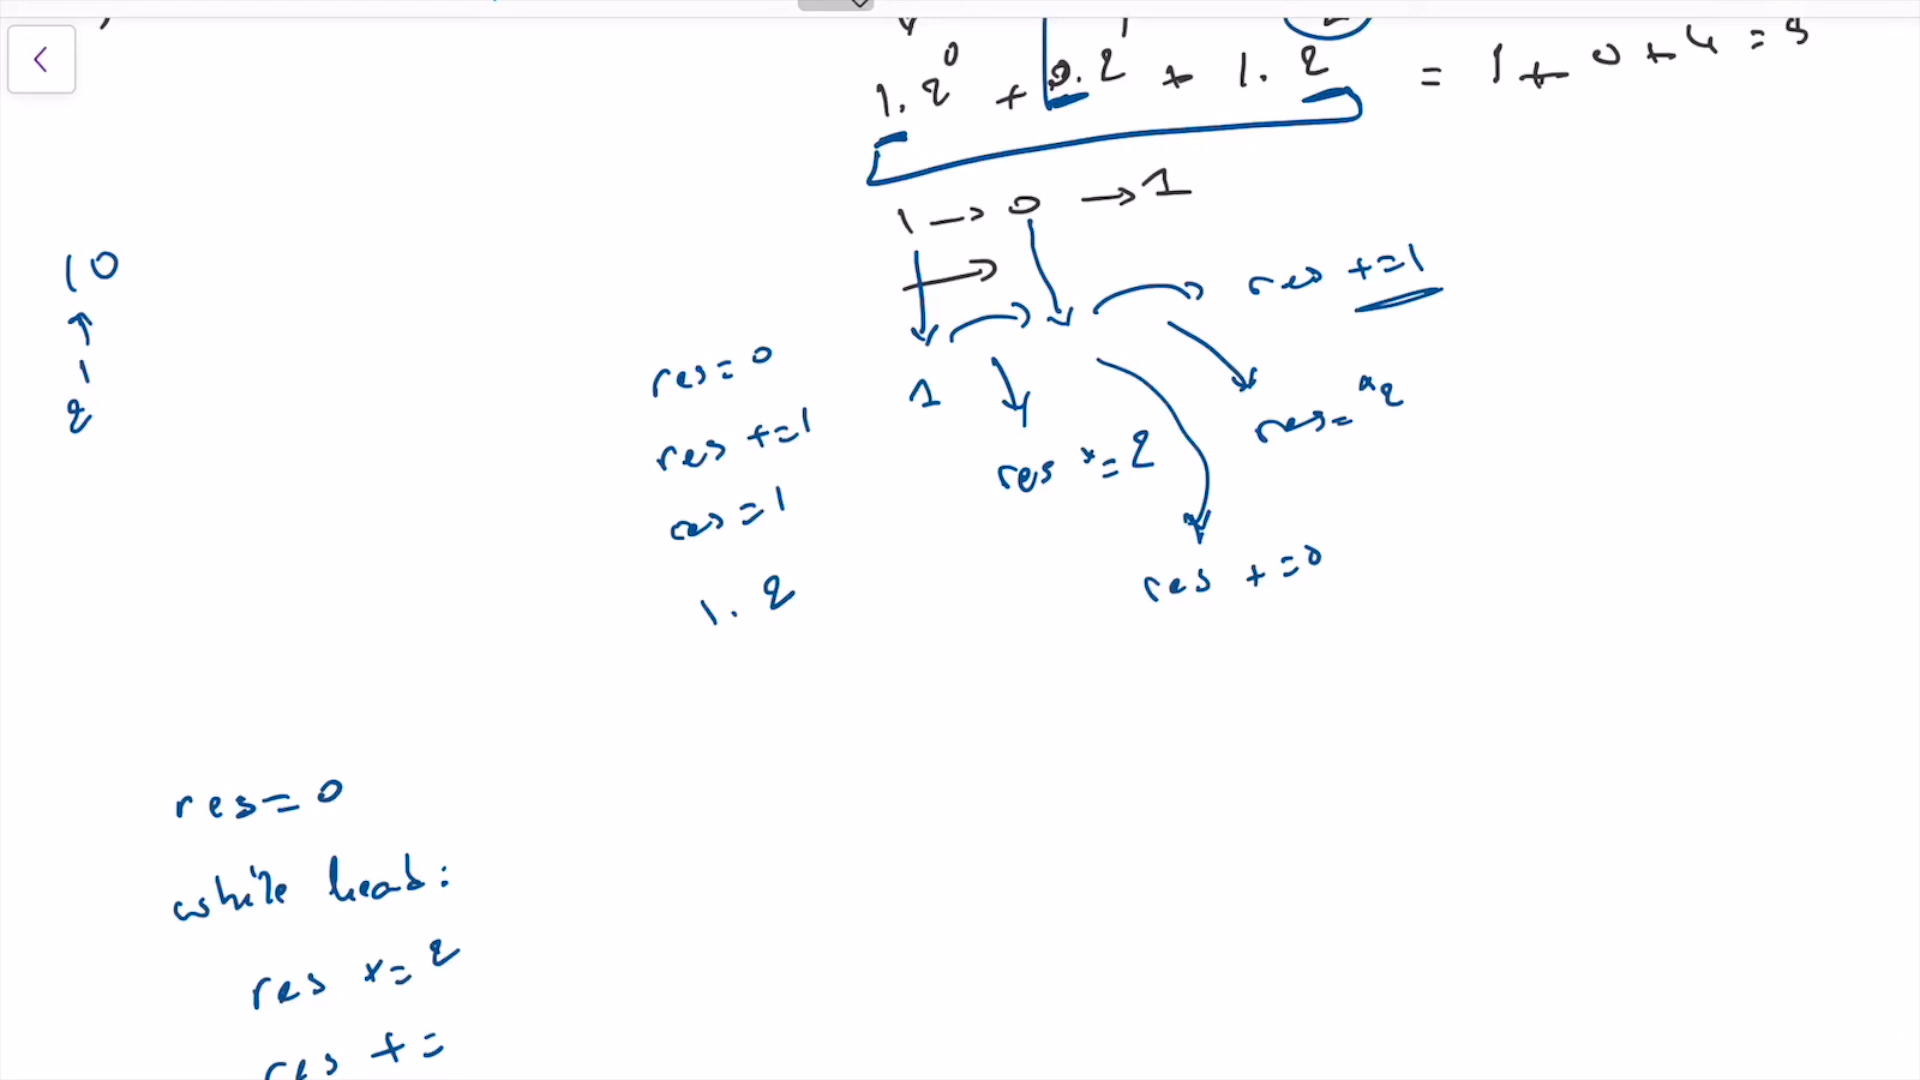 1.2⁰ + 0.2¹ + 1.2 = 1 + 0 + 4 = 5
1 → 0 → 1
10
↑
1
2
res += 1
res = 0
1
res *= 2
res += 1
res *= 2
res = 1
res += 0
1.2
res = 0
while head:
res *= 2
res +=